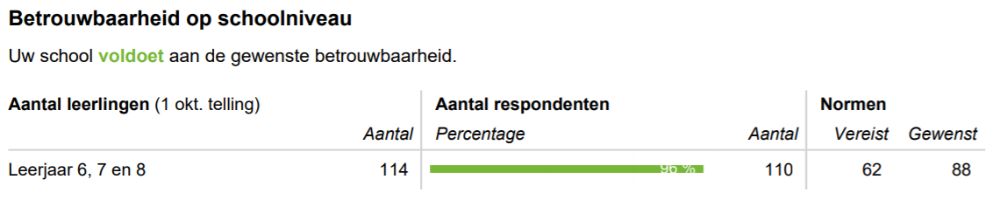 Betrouwbaarheid op schoolniveau
Uw school voldoet aan de gewenste betrouwbaarheid.
Aantal leerlingen (1 okt. telling) Aantal respondenten Normen
Aantal Percentage Aantal Vereist Gewenst
Leerjaar 6, 7 en 8 114 96 % 110 62 88